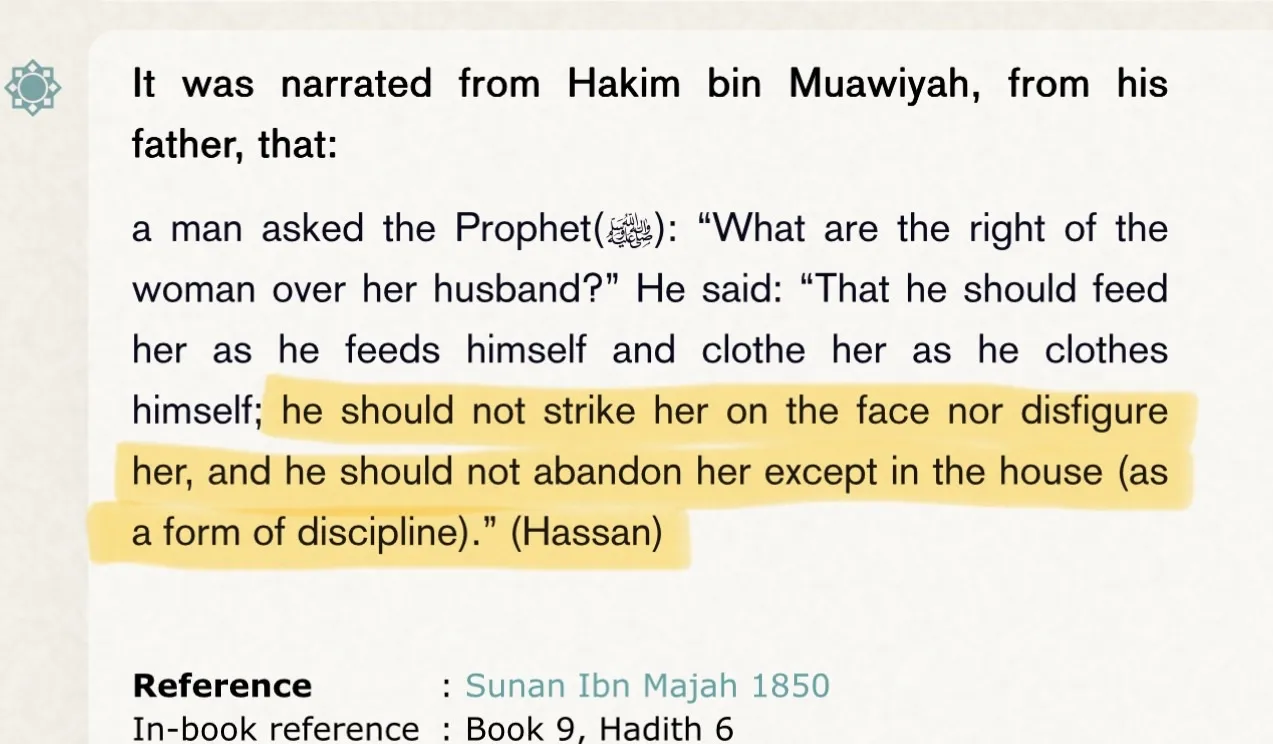 It was narrated from Hakim bin Muawiyah, from his
father, that:
a man asked the Prophet(ﷺ): “What are the right of the
woman over her husband?” He said: “That he should feed
her as he feeds himself and clothe her as he clothes
himself; he should not strike her on the face nor disfigure
her, and he should not abandon her except in the house (as
a form of discipline).” (Hassan)
Reference : Sunan Ibn Majah 1850
In-book reference : Book 9, Hadith 6